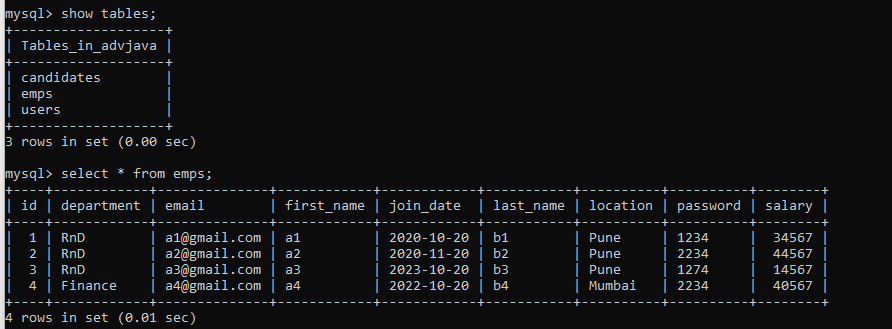 mysql> show tables;
+-------------------+
| Tables_in_advjava |
+-------------------+
| candidates        |
| emps              |
| users             |
+-------------------+
3 rows in set (0.00 sec)
mysql> select * from emps;
+----+------------+--------------+------------+------------+-----------+----------+----------+--------+
| id | department | email        | first_name | join_date  | last_name | location | password | salary |
+----+------------+--------------+------------+------------+-----------+----------+----------+--------+
|  1 | RnD        | a1@gmail.com | a1         | 2020-10-20 | b1        | Pune     | 1234     |  34567 |
|  2 | RnD        | a2@gmail.com | a2         | 2020-11-20 | b2        | Pune     | 2234     |  44567 |
|  3 | RnD        | a3@gmail.com | a3         | 2023-10-20 | b3        | Pune     | 1274     |  14567 |
|  4 | Finance    | a4@gmail.com | a4         | 2022-10-20 | b4        | Mumbai   | 2234     |  40567 |
+----+------------+--------------+------------+------------+-----------+----------+----------+--------+
4 rows in set (0.01 sec)